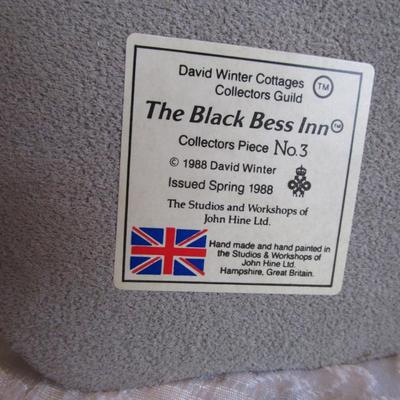 David Winter Cottages
Collectors Guild TM
The Black Bess Inn TM
Collectors Piece No.3
© 1988 David Winter
Issued Spring 1988
The Studios and Workshops of
John Hine Ltd.
Hand made and hand painted in
the Studios & Workshops of
John Hine Ltd.
Hampshire, Great Britain.